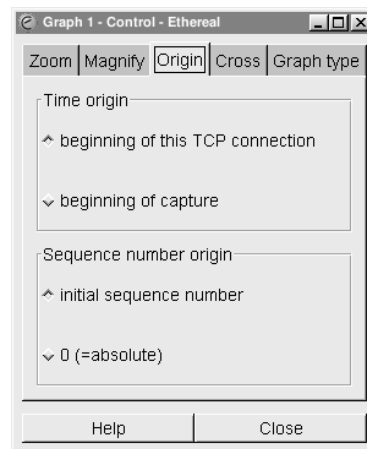 Graph 1 - Control - Ethereal
Zoom Magnify Origin Cross Graph type
Time origin
beginning of this TCP connection
beginning of capture
Sequence number origin
initial sequence number
0 (=absolute)
Help Close